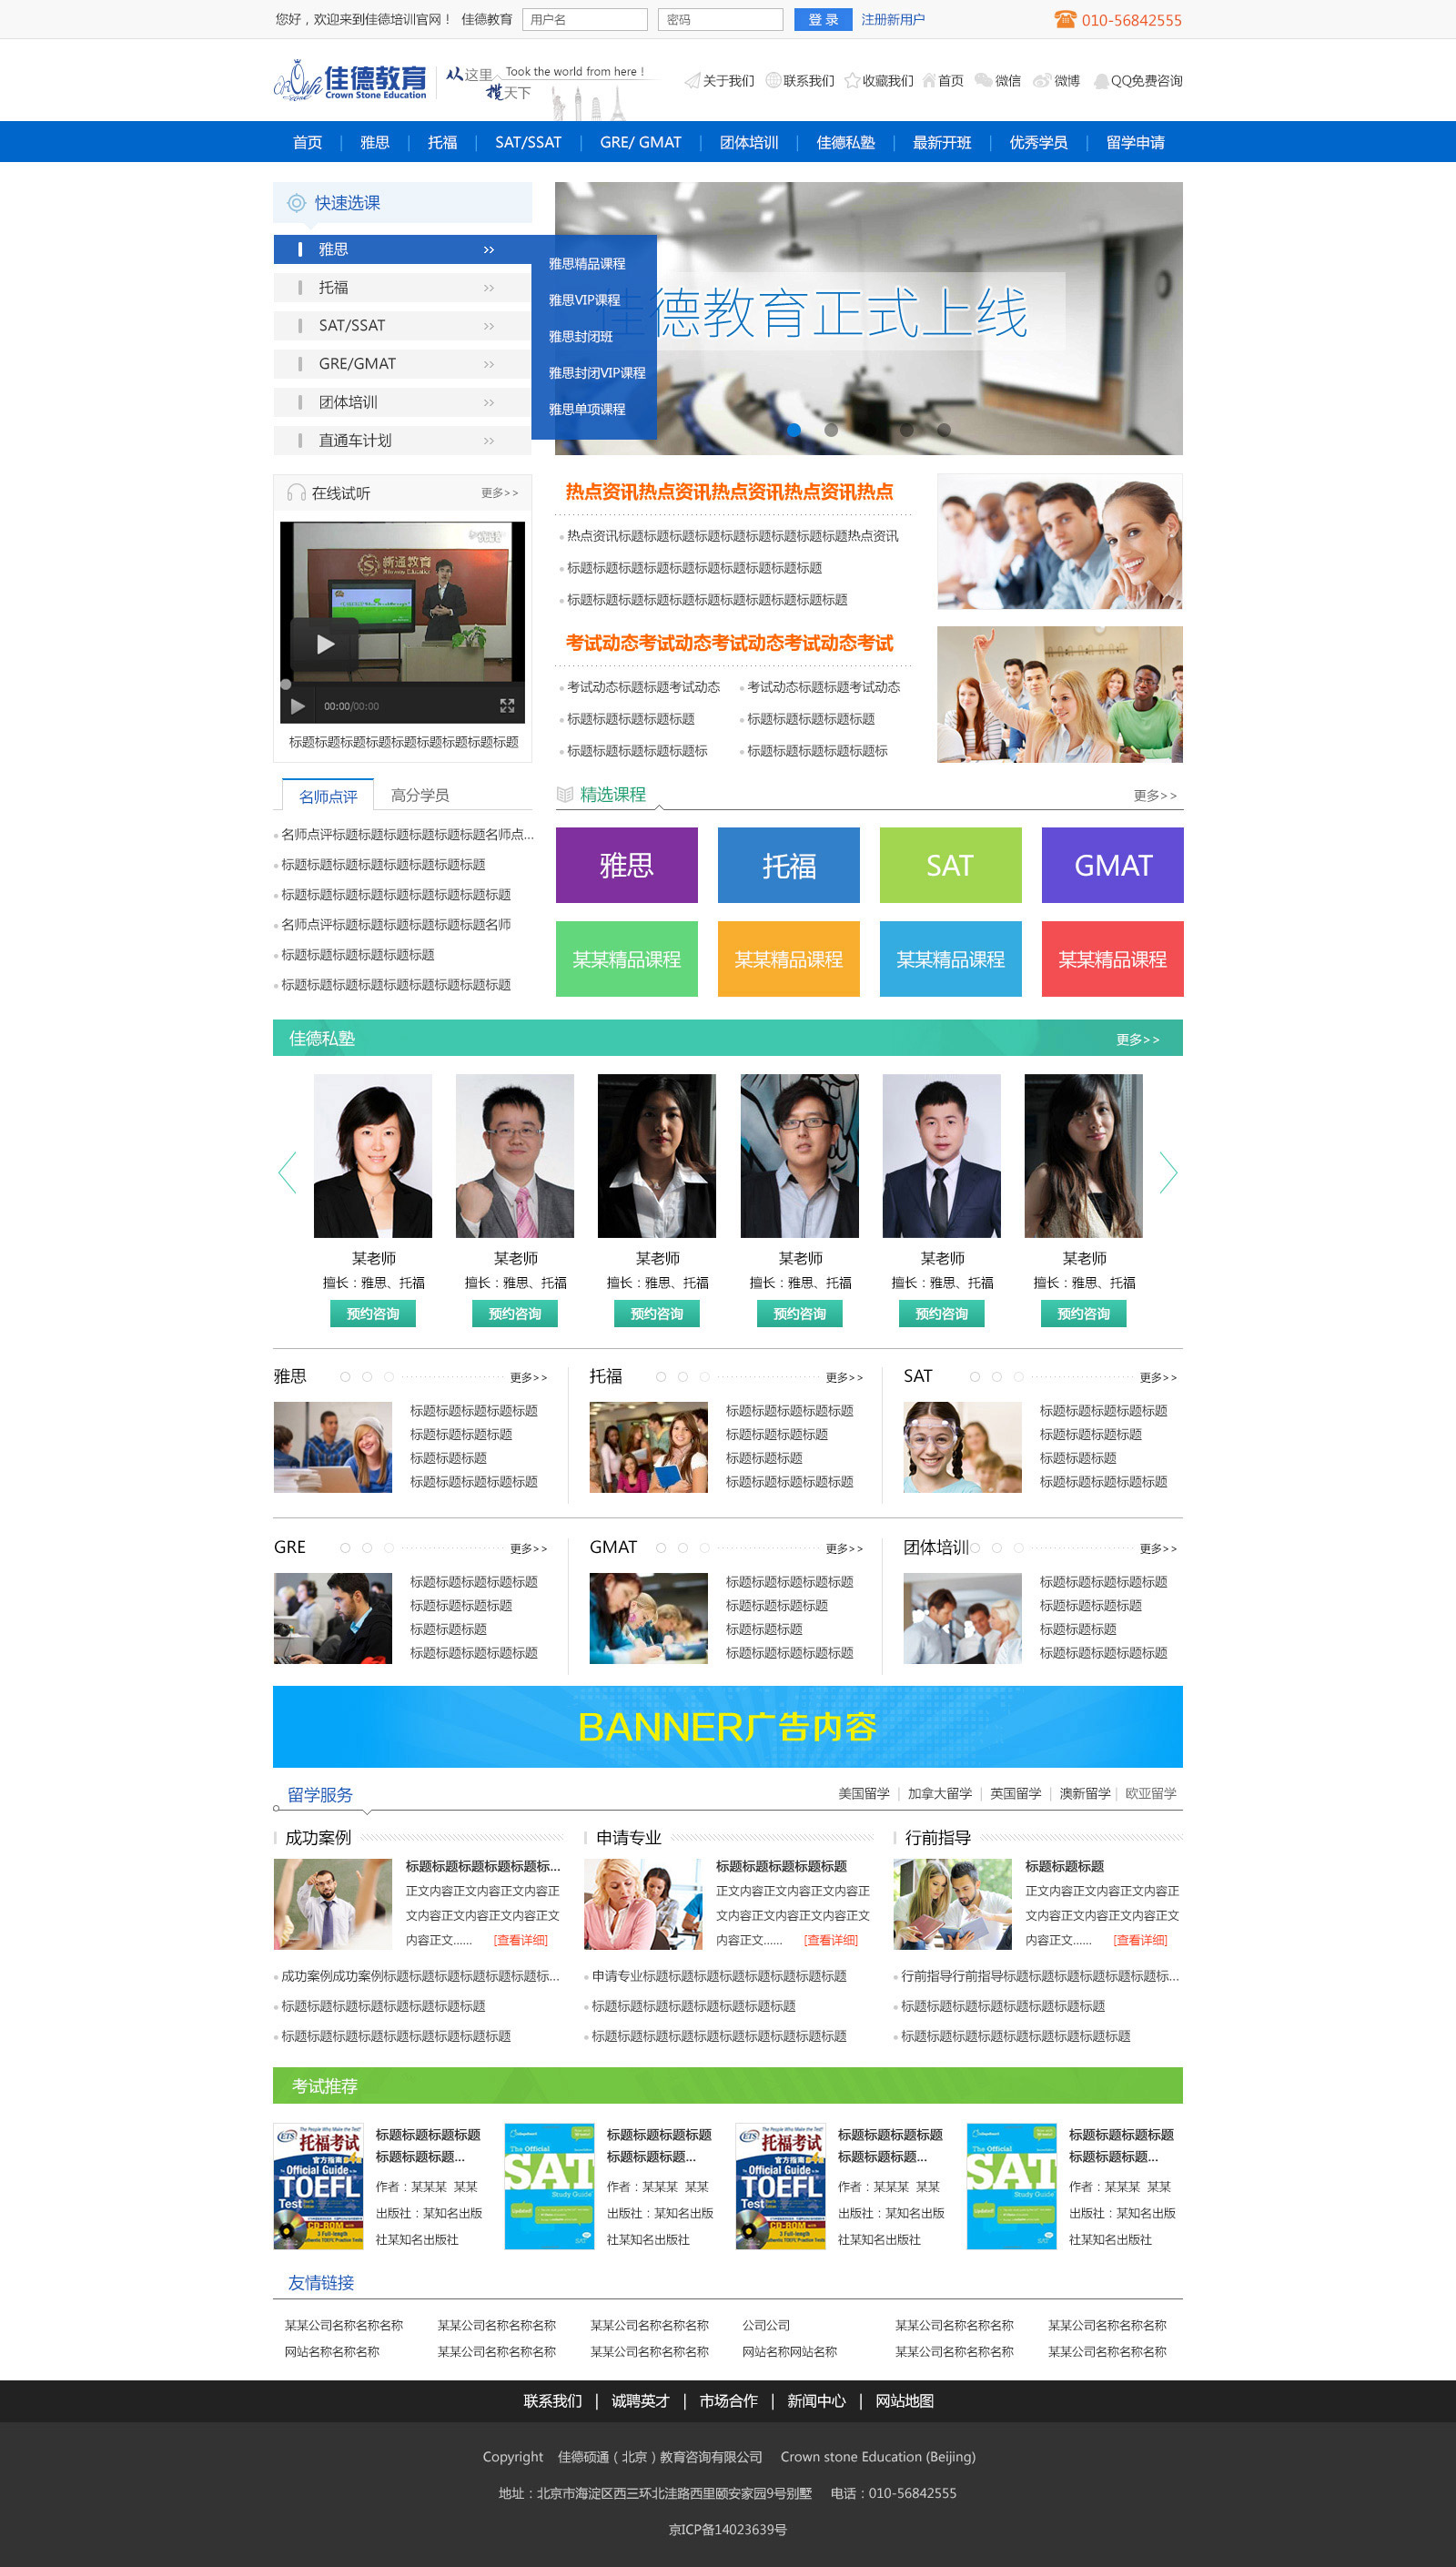 您好，欢迎来到佳德培训官网！ 佳德教育 用户名 密码 登 录 注册新用户 010-56842555
佳德教育
Crown Stone Education
从这里
Took the world from here !
揽天下
关于我们 联系我们 收藏我们 首页 微信 微博 QQ免费咨询
首页 雅思 托福 SAT/SSAT GRE/ GMAT 团体培训 佳德私塾 最新开班 优秀学员 留学申请
快速选课
雅思 >>
托福 >>
SAT/SSAT >>
GRE/GMAT >>
团体培训 >>
直通车计划 >>
雅思精品课程
雅思VIP课程
雅思封闭班
雅思封闭VIP课程
雅思单项课程
佳德教育正式上线
在线试听 更多>>
新通教育
00:00/00:00
标题标题标题标题标题标题标题标题标题
热点资讯热点资讯热点资讯热点资讯热点
热点资讯标题标题标题标题标题标题标题标题标题热点资讯
标题标题标题标题标题标题标题标题标题标题
标题标题标题标题标题标题标题标题标题标题标题
考试动态考试动态考试动态考试动态考试
考试动态标题标题考试动态 考试动态标题标题考试动态
标题标题标题标题标题 标题标题标题标题标题
标题标题标题标题标题标 标题标题标题标题标题标
名师点评 高分学员
名师点评标题标题标题标题标题标题名师点...
标题标题标题标题标题标题标题标题
标题标题标题标题标题标题标题标题标题
名师点评标题标题标题标题标题标题名师
标题标题标题标题标题标题
标题标题标题标题标题标题标题标题标题
精选课程 更多>>
雅思 托福 SAT GMAT
某某精品课程 某某精品课程 某某精品课程 某某精品课程
佳德私塾 更多>>
某老师 某老师 某老师 某老师 某老师 某老师
擅长：雅思、托福 擅长：雅思、托福 擅长：雅思、托福 擅长：雅思、托福 擅长：雅思、托福 擅长：雅思、托福
预约咨询 预约咨询 预约咨询 预约咨询 预约咨询 预约咨询
雅思 更多>> 托福 更多>> SAT 更多>>
标题标题标题标题标题 标题标题标题标题标题 标题标题标题标题标题
标题标题标题标题 标题标题标题标题 标题标题标题标题
标题标题标题 标题标题标题 标题标题标题
标题标题标题标题标题 标题标题标题标题标题 标题标题标题标题标题
GRE 更多>> GMAT 更多>> 团体培训 更多>>
标题标题标题标题标题 标题标题标题标题标题 标题标题标题标题标题
标题标题标题标题 标题标题标题标题 标题标题标题标题
标题标题标题 标题标题标题 标题标题标题
标题标题标题标题标题 标题标题标题标题标题 标题标题标题标题标题
BANNER广告内容
留学服务 美国留学 | 加拿大留学 | 英国留学 | 澳新留学 | 欧亚留学
成功案例 申请专业 行前指导
标题标题标题标题标题标... 标题标题标题标题标题 标题标题标题
正文内容正文内容正文内容正 正文内容正文内容正文内容正 正文内容正文内容正文内容正
文内容正文内容正文内容正文 文内容正文内容正文内容正文 文内容正文内容正文内容正文
内容正文...... [查看详细] 内容正文...... [查看详细] 内容正文...... [查看详细]
成功案例成功案例标题标题标题标题标题标题标... 申请专业标题标题标题标题标题标题标题标题 行前指导行前指导标题标题标题标题标题标题标...
标题标题标题标题标题标题标题标题 标题标题标题标题标题标题标题标题 标题标题标题标题标题标题标题标题
标题标题标题标题标题标题标题标题标题 标题标题标题标题标题标题标题标题标题标题 标题标题标题标题标题标题标题标题标题
考试推荐
标题标题标题标题 标题标题标题标题 标题标题标题标题 标题标题标题标题
标题标题标题... 标题标题标题... 标题标题标题... 标题标题标题...
作者：某某某 某某 作者：某某某 某某 作者：某某某 某某 作者：某某某 某某
出版社：某知名出版 出版社：某知名出版 出版社：某知名出版 出版社：某知名出版
社某知名出版社 社某知名出版社 社某知名出版社 社某知名出版社
ETS 托福考试 官方指南 Official Guide TOEFL Test CD-ROM
The Official SAT Study Guide
ETS 托福考试 官方指南 Official Guide TOEFL Test CD-ROM
The Official SAT Study Guide
友情链接
某某公司名称名称名称 某某公司名称名称名称 某某公司名称名称名称 公司公司 某某公司名称名称名称 某某公司名称名称名称
网站名称名称名称 某某公司名称名称名称 某某公司名称名称名称 网站名称网站名称 某某公司名称名称名称 某某公司名称名称名称
联系我们 | 诚聘英才 | 市场合作 | 新闻中心 | 网站地图
Copyright 佳德硕通（北京）教育咨询有限公司 Crown stone Education (Beijing)
地址：北京市海淀区西三环北洼路西里颐安家园9号别墅 电话：010-56842555
京ICP备14023639号